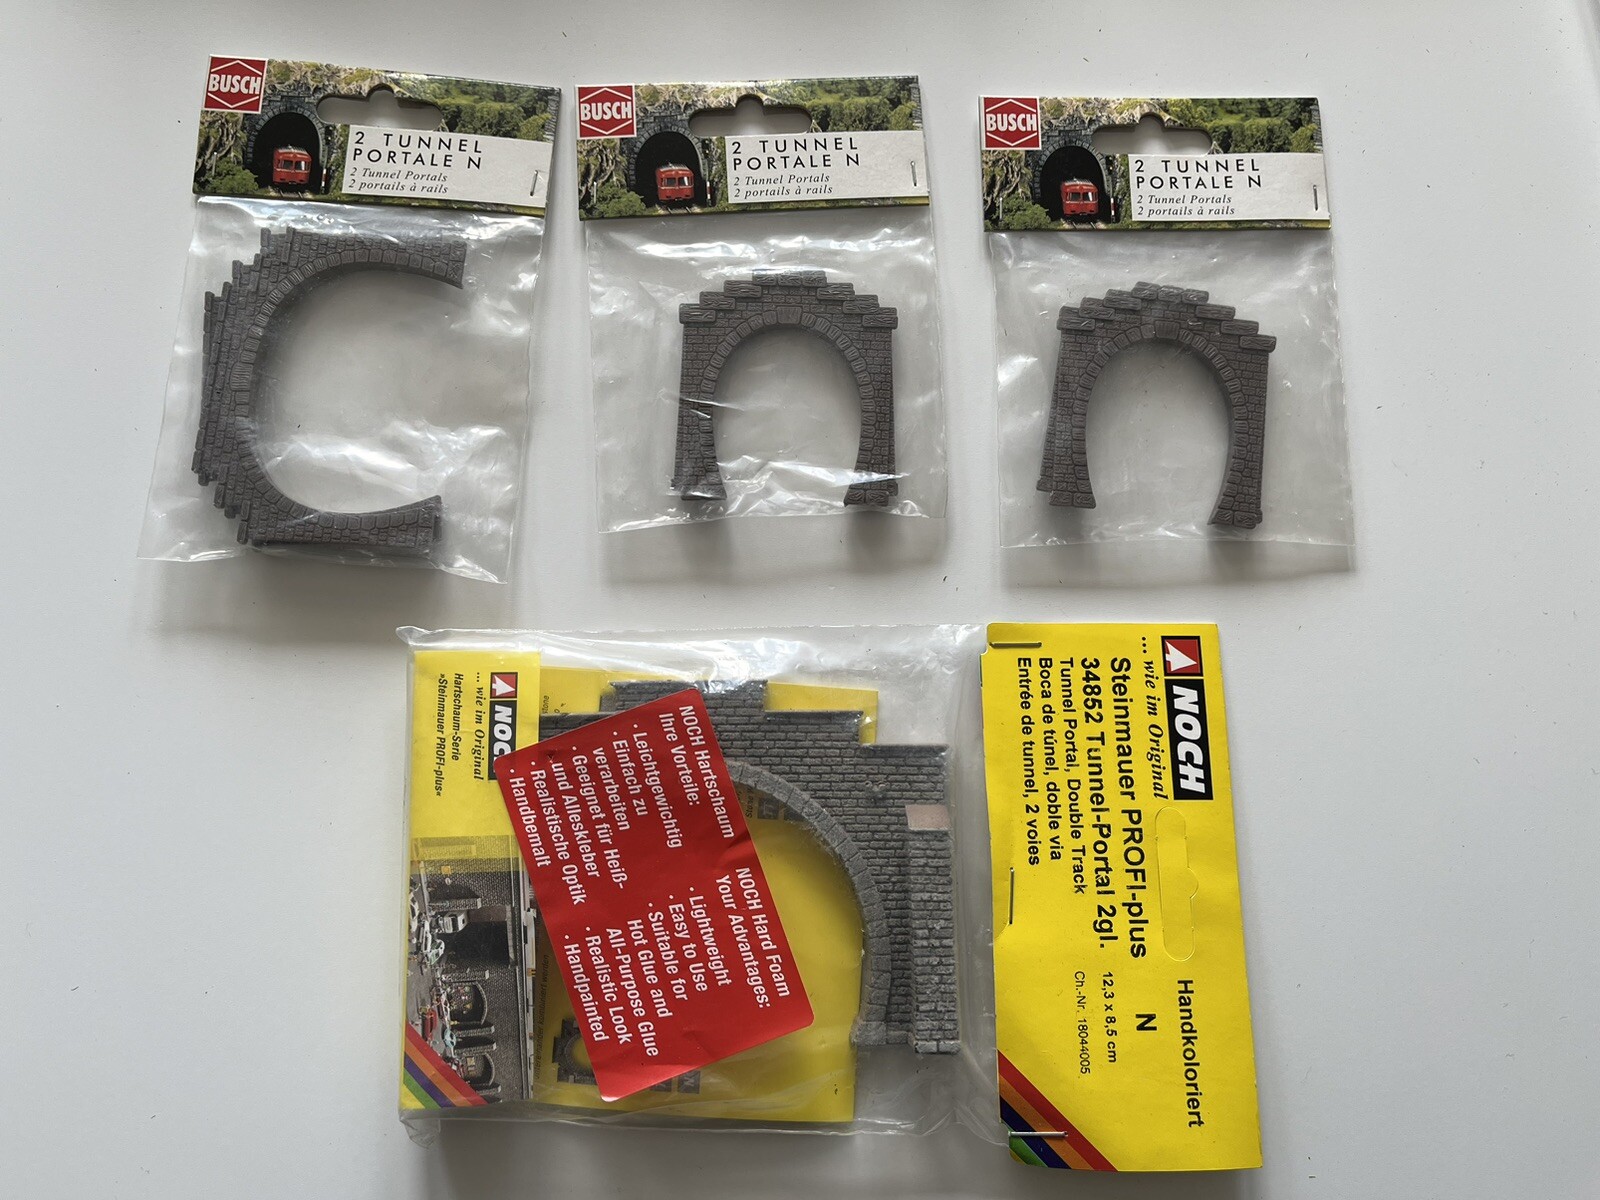 BUSCH
2 TUNNEL
PORTALE N
2 Tunnel Portals
2 portails à rails
BUSCH
2 TUNNEL
PORTALE N
2 Tunnel Portals
2 portails à rails
BUSCH
2 TUNNEL
PORTALE N
2 Tunnel Portals
2 portails à rails
NOCH
... wie im Original
Steinmauer PROFI-plus
34852 Tunnel-Portal 2gl.
Tunnel Portal, Double Track
Boca de túnel, doble via
Entrée de tunnel, 2 voies
Handkoloriert
N
12,3 x 8,5 cm
Ch.-Nr. 18044005
NOCH
... wie im Original
Hartschaum-Serie
»Steinmauer PROFI-plus«
NOCH Hartschaum
Ihre Vorteile:
· Leichtgewichtig
· Einfach zu
verarbeiten
· Geeignet für Heiß-
und Alleskleber
· Realistische Optik
· Handbemalt
NOCH Hard Foam
Your Advantages:
· Lightweight
· Easy to Use
· Suitable for
Hot Glue and
All-Purpose Glue
· Realistic Look
· Handpainted